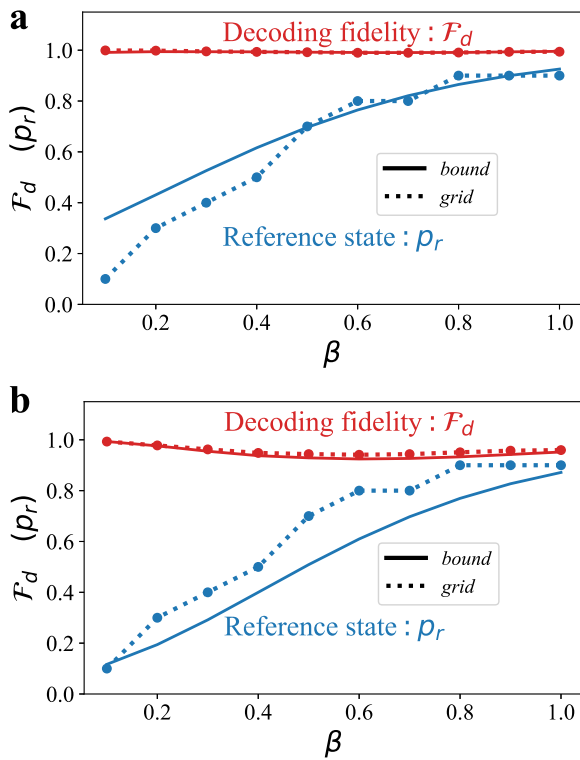 a
Decoding fidelity : ℱd
1.0
0.8
0.6
0.4
0.2
0.0
ℱd (pr)
bound
grid
Reference state : pr
0.2 0.4 0.6 0.8 1.0
β
b
Decoding fidelity : ℱd
1.0
0.8
0.6
0.4
0.2
0.0
ℱd (pr)
bound
grid
Reference state : pr
0.2 0.4 0.6 0.8 1.0
β